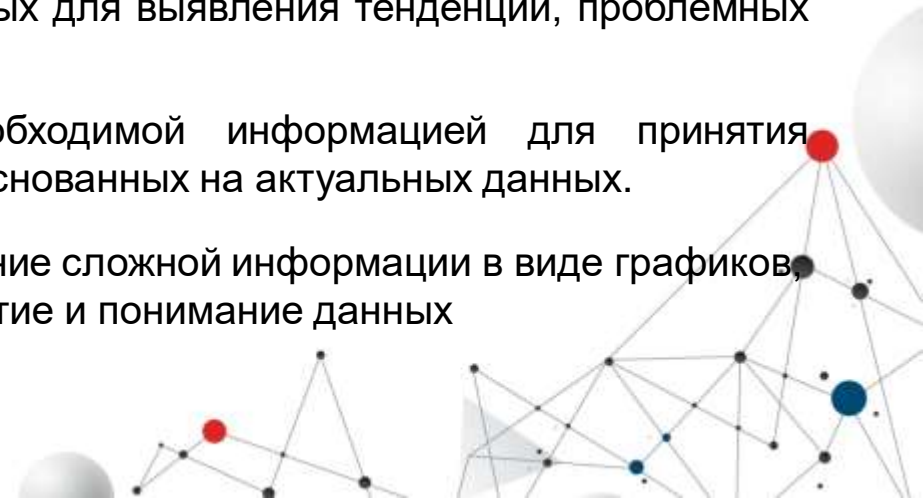 ых для выявления тенденций, проблемных
обходимой информацией для принятия
снованных на актуальных данных.
ние сложной информации в виде графиков,
тие и понимание данных